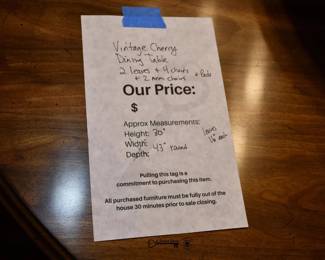 Vintage Cherry
Dining Table
2 leaves + 4 chairs + Pads
+ 2 arm chairs
Our Price:
$
Approx Measurements:
Height: 30"
Width: 43" round
Depth:
leaves
16" each
Pulling this tag is a
commitment to purchasing this item.
All purchased furniture must be fully out of the
house 30 minutes prior to sale closing.